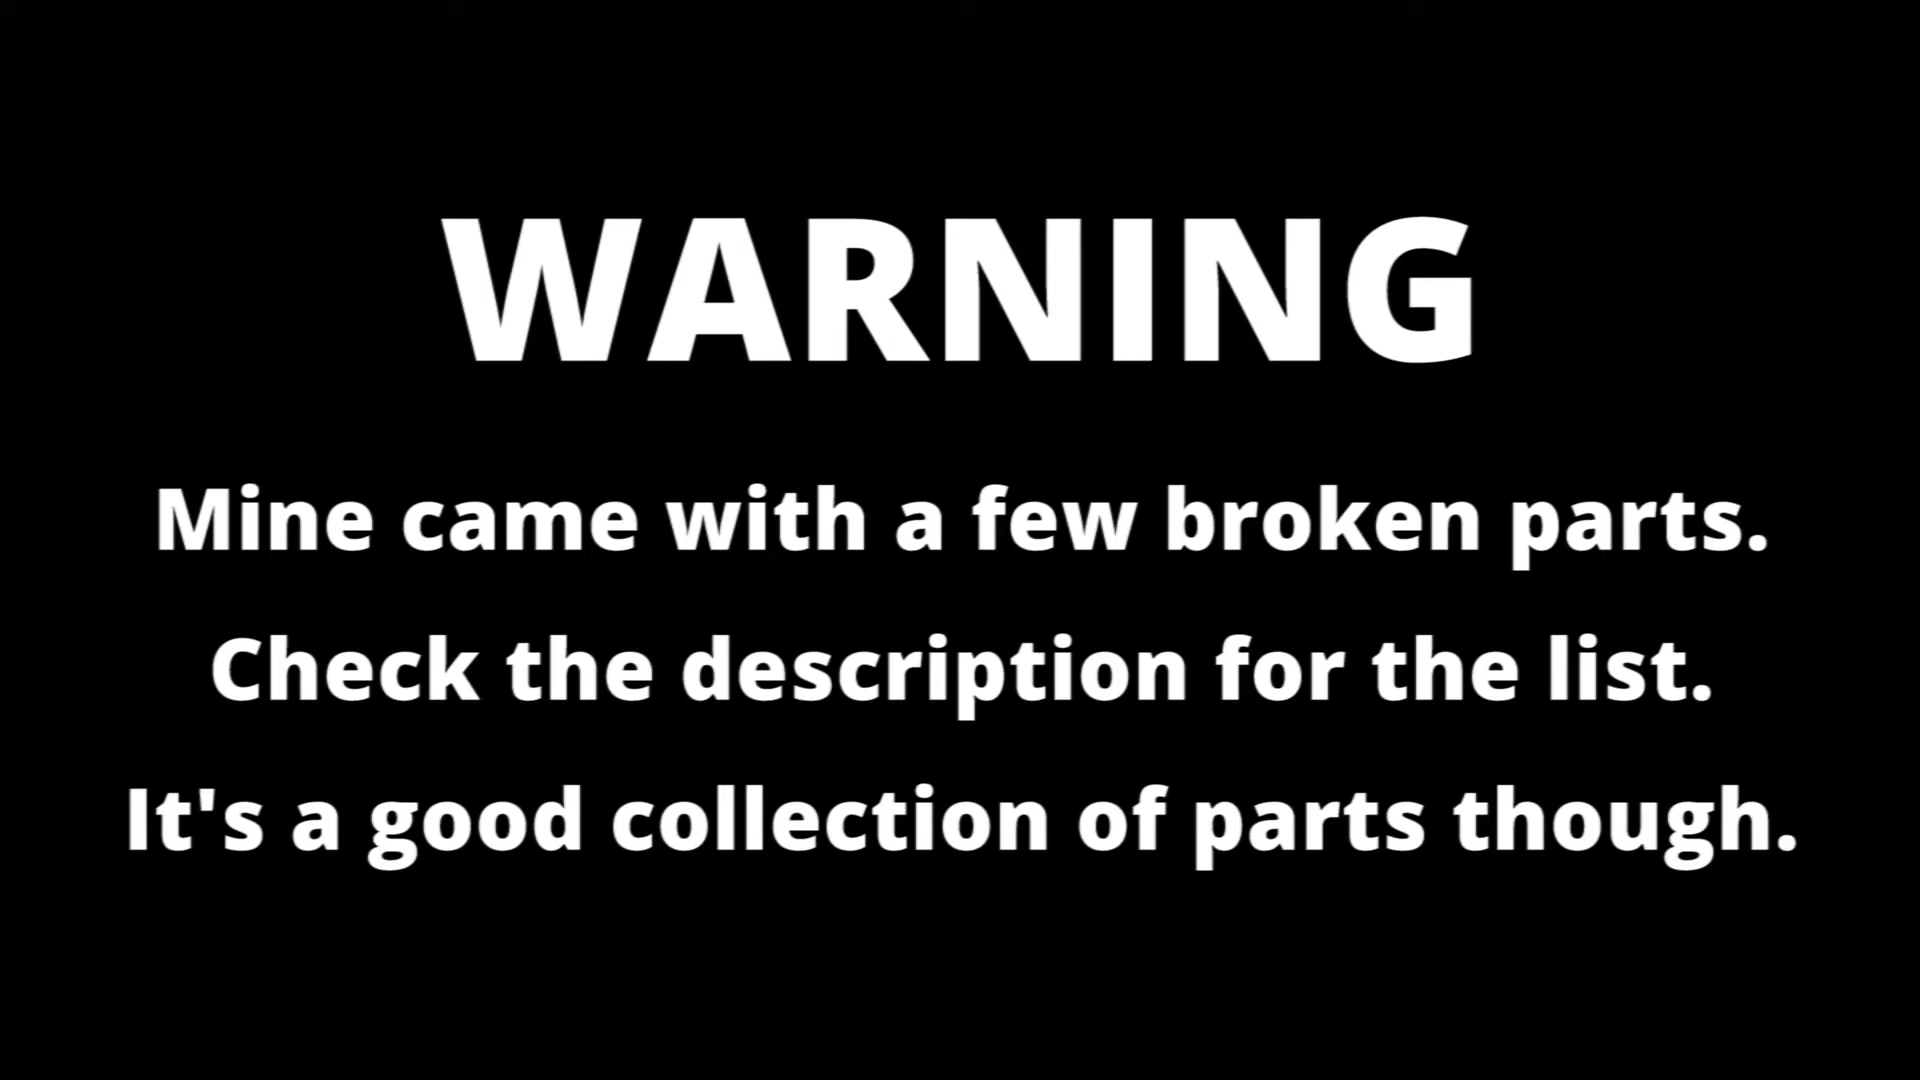 WARNING
Mine came with a few broken parts.
Check the description for the list.
It's a good collection of parts though.